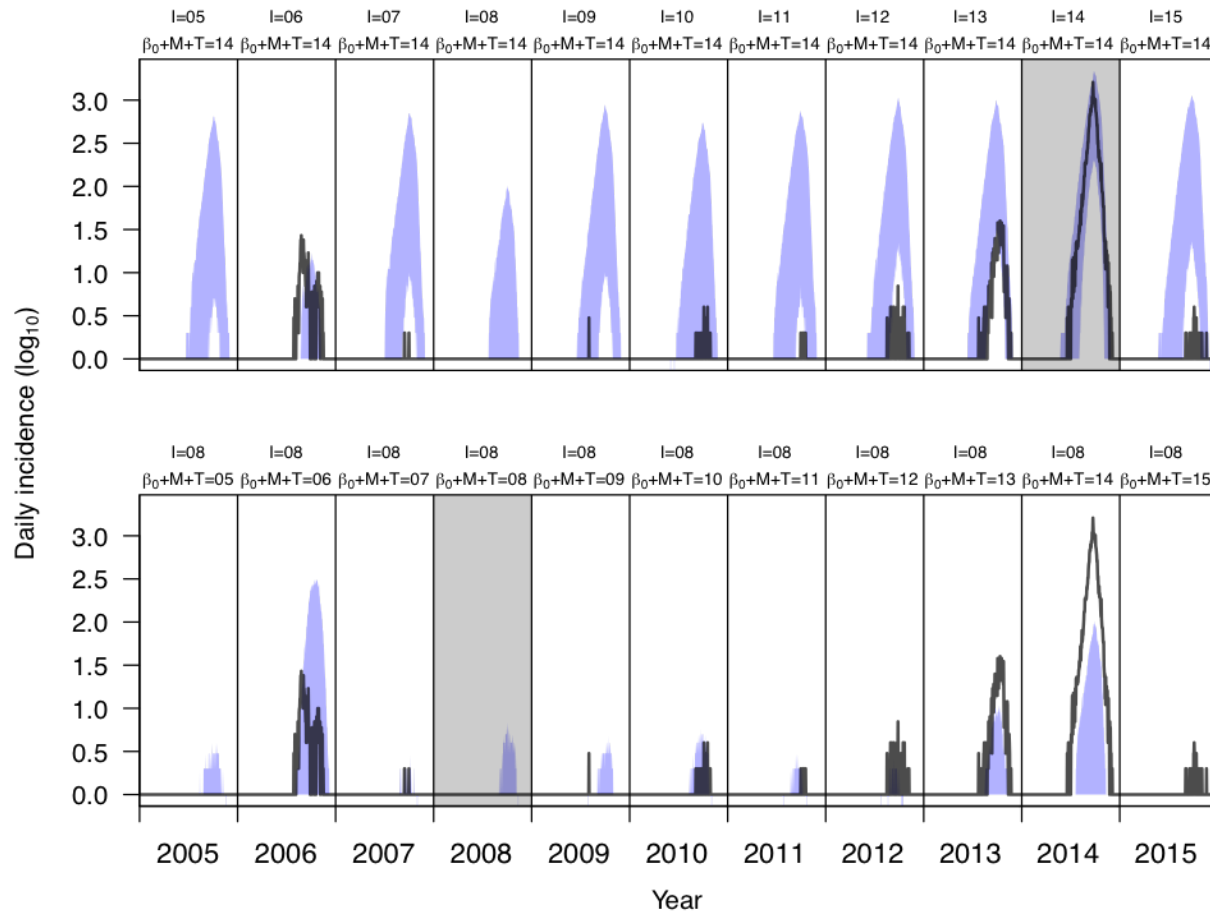 I=05 I=06 I=07 I=08 I=09 I=10 I=11 I=12 I=13 I=14 I=15
β₀+M+T=14 β₀+M+T=14 β₀+M+T=14 β₀+M+T=14 β₀+M+T=14 β₀+M+T=14 β₀+M+T=14 β₀+M+T=14 β₀+M+T=14 β₀+M+T=14 β₀+M+T=14
3.0
2.5
2.0
1.5
1.0
0.5
0.0
Daily incidence (log₁₀)
I=08 I=08 I=08 I=08 I=08 I=08 I=08 I=08 I=08 I=08 I=08
β₀+M+T=05 β₀+M+T=06 β₀+M+T=07 β₀+M+T=08 β₀+M+T=09 β₀+M+T=10 β₀+M+T=11 β₀+M+T=12 β₀+M+T=13 β₀+M+T=14 β₀+M+T=15
3.0
2.5
2.0
1.5
1.0
0.5
0.0
2005 2006 2007 2008 2009 2010 2011 2012 2013 2014 2015
Year